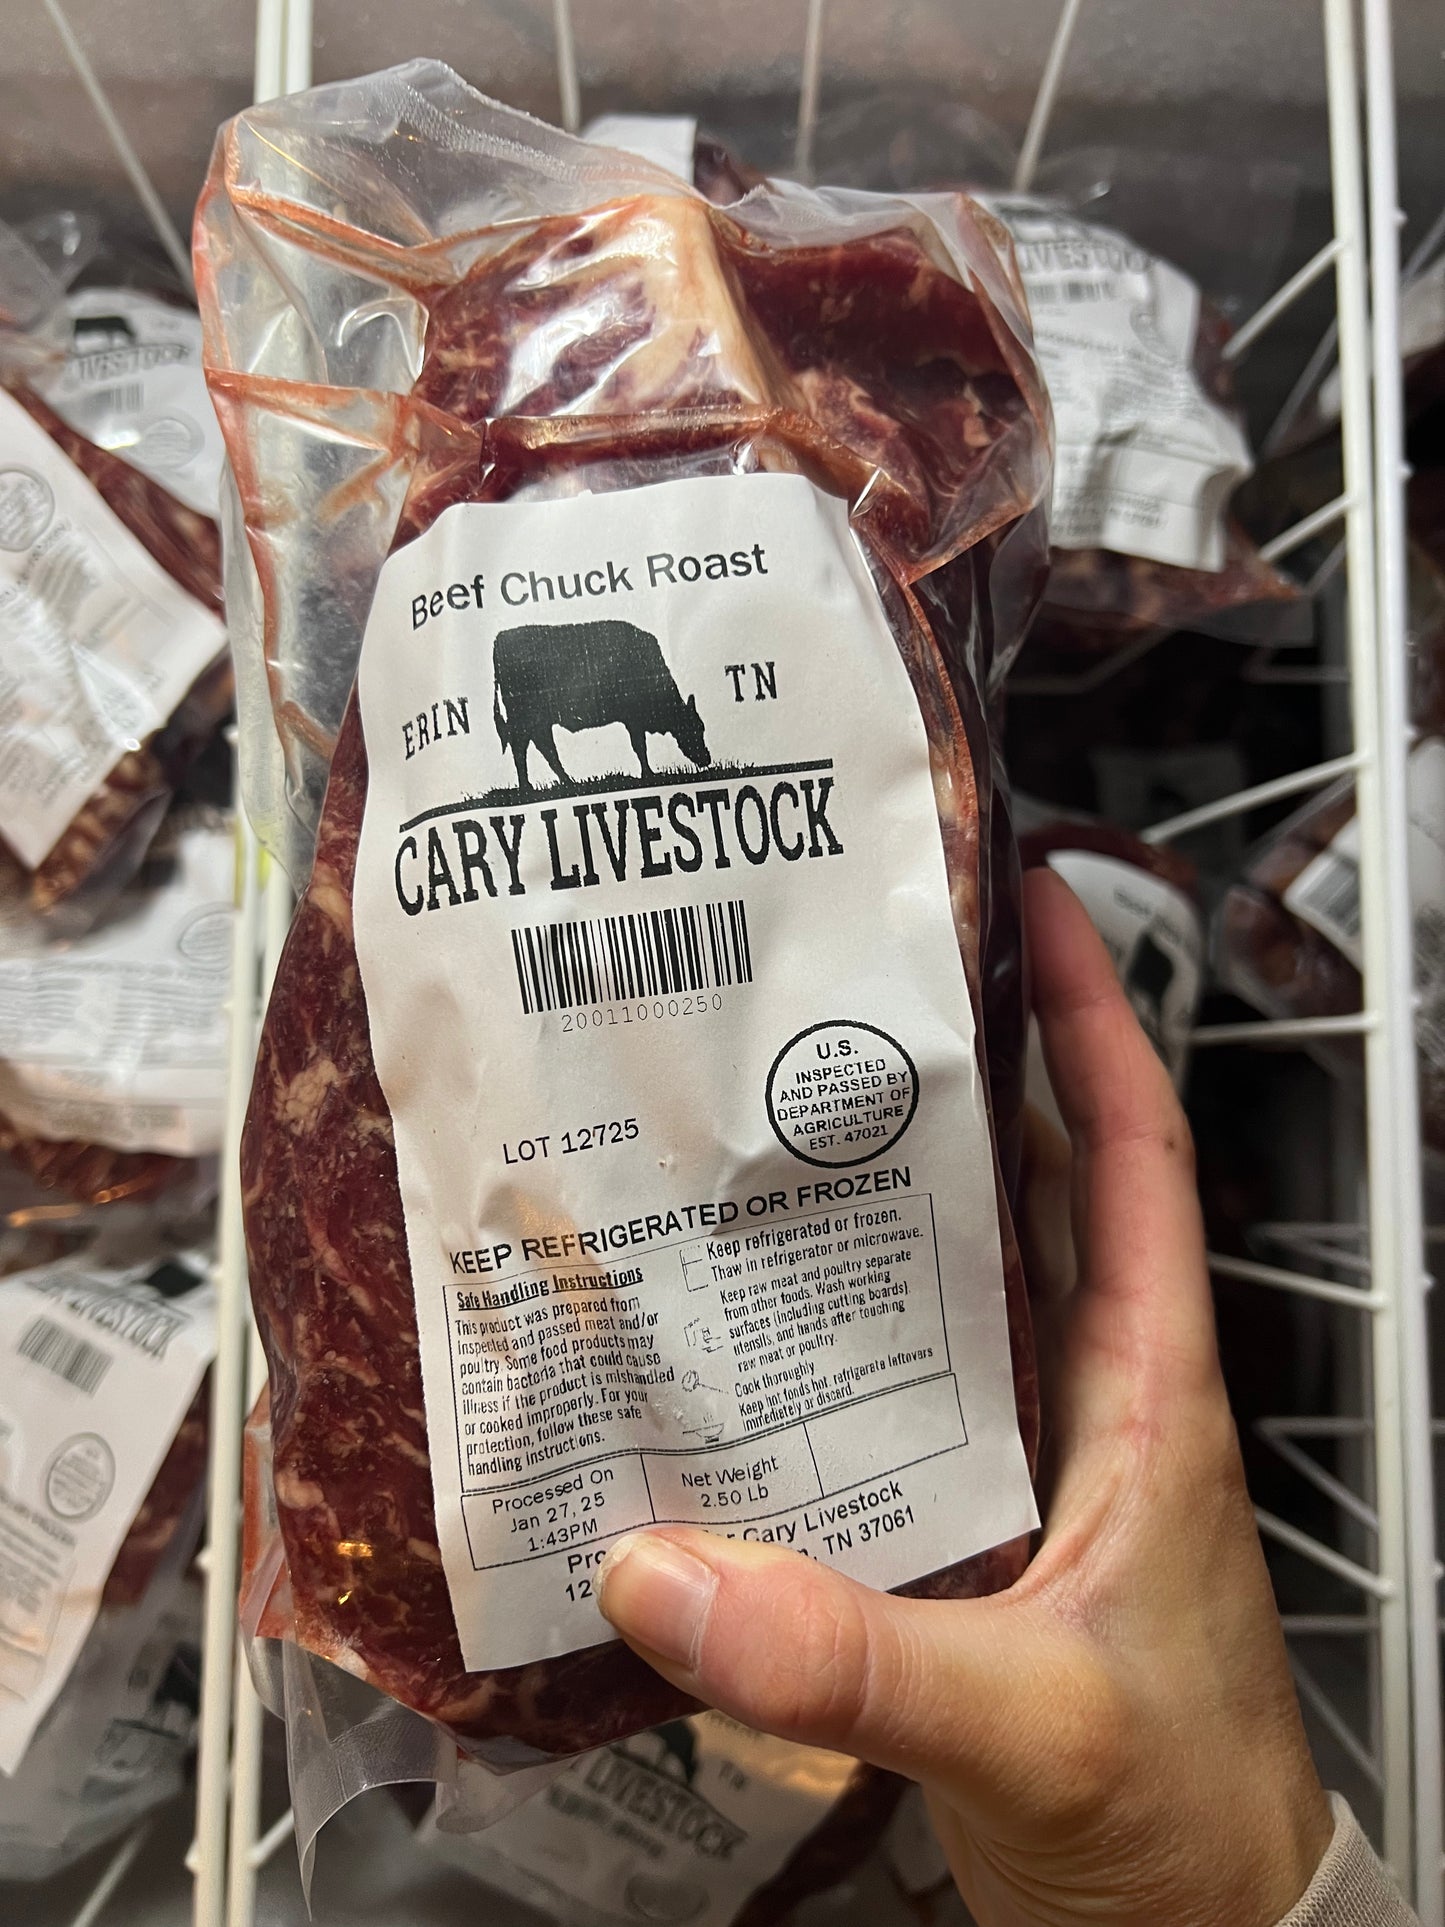 Beef Chuck Roast
ERIN TN
CARY LIVESTOCK
20011000250
U.S.
INSPECTED
AND PASSED BY
DEPARTMENT OF
AGRICULTURE
EST. 47021
LOT 12725
KEEP REFRIGERATED OR FROZEN
Safe Handling Instructions
This product was prepared from
inspected and passed meat and/or
poultry. Some food products may
contain bacteria that could cause
illness if the product is mishandled
or cooked improperly. For your
protection, follow these safe
handling instructions.
Keep refrigerated or frozen.
Thaw in refrigerator or microwave.
Keep raw meat and poultry separate
from other foods. Wash working
surfaces (including cutting boards),
utensils, and hands after touching
raw meat or poultry.
Cook thoroughly
Keep hot foods hot. refrigerate leftovers
immediately or discard.
Processed On
Jan 27, 25
1:43PM
Net Weight
2.50 Lb
Cary Livestock
TN 37061
LIVESTOCK
LIVESTOCK
LIVESTOCK
TN